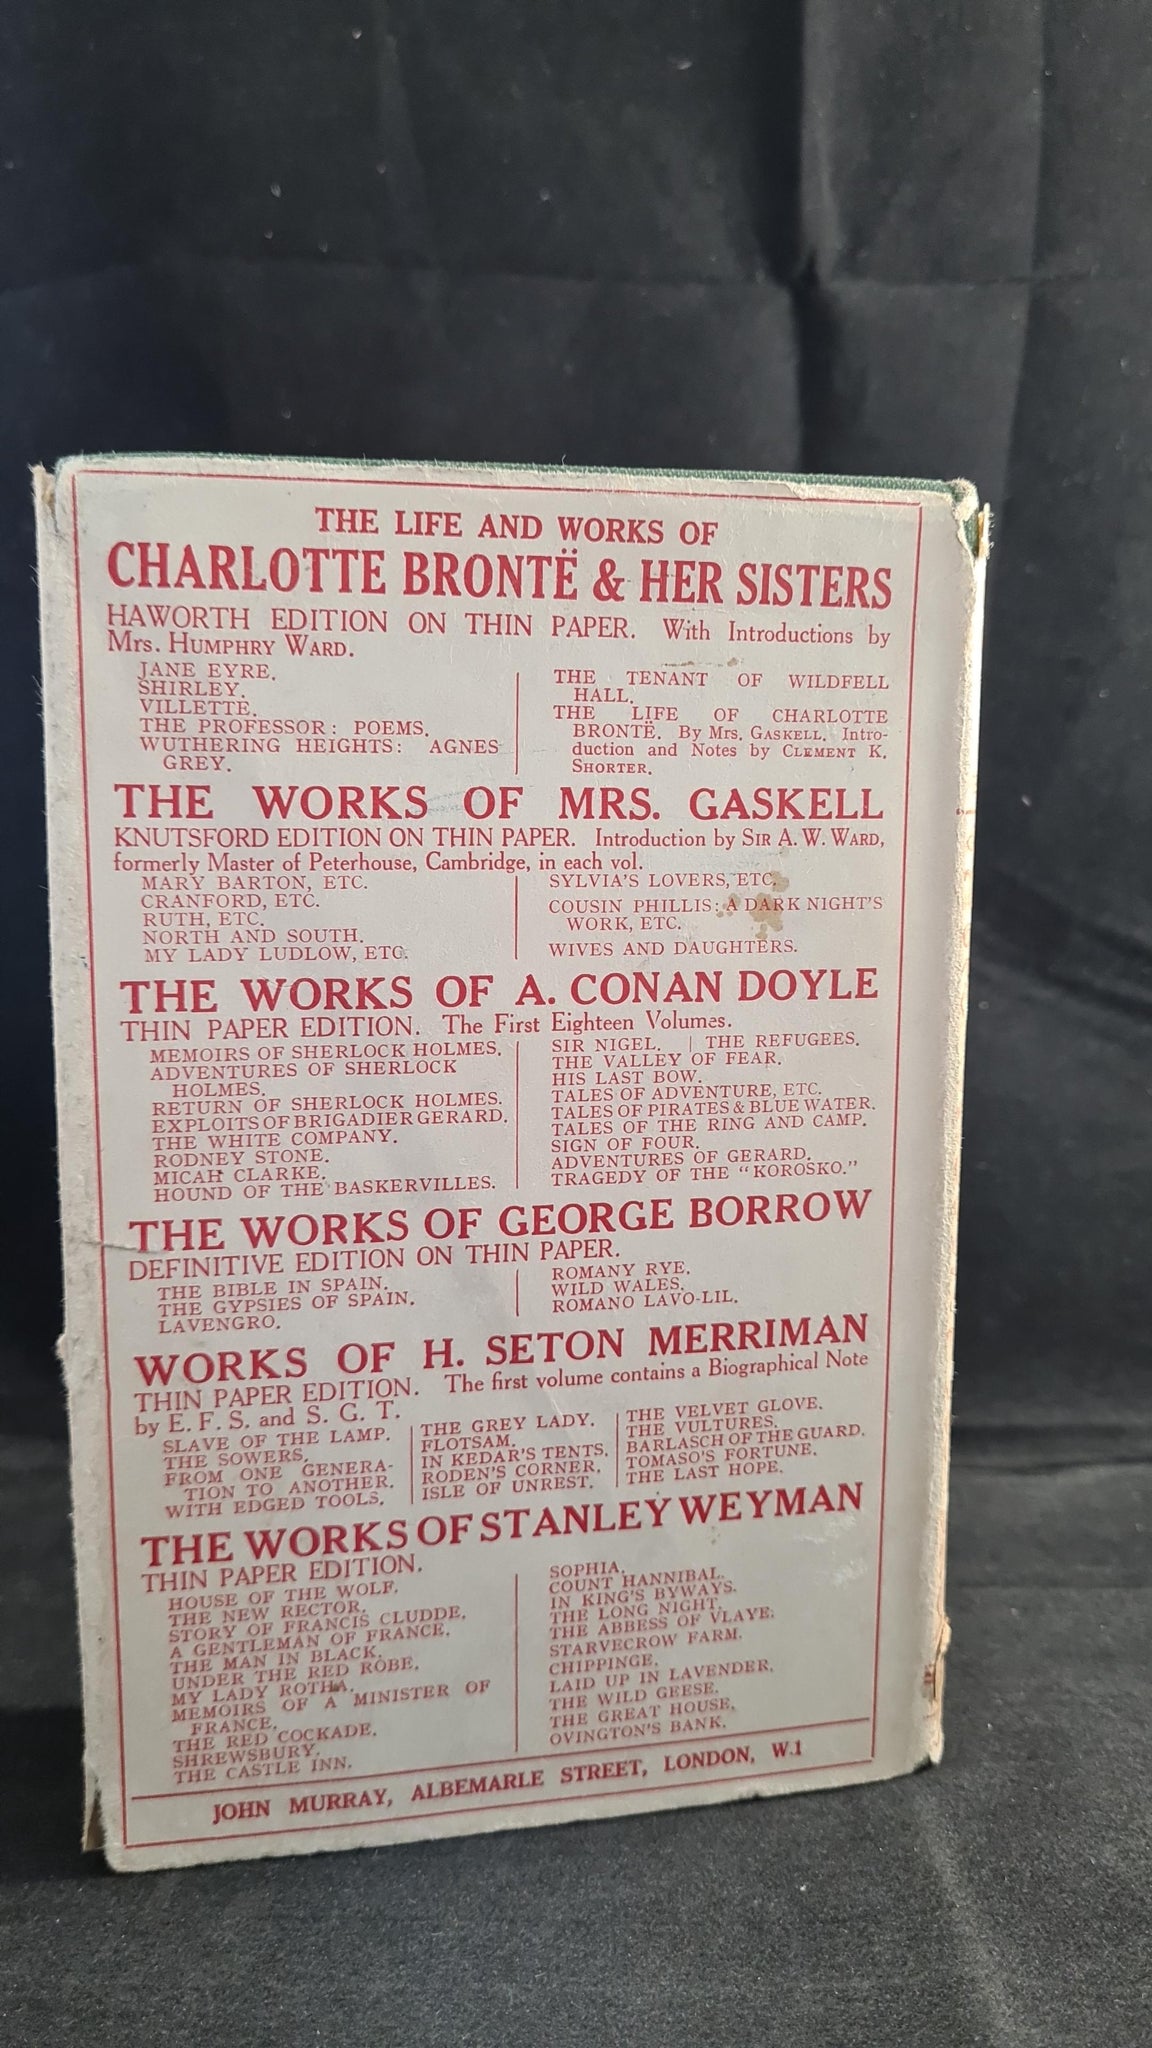 THE LIFE AND WORKS OF
CHARLOTTE BRONTË & HER SISTERS
HAWORTH EDITION ON THIN PAPER. With Introductions by
Mrs. HUMPHRY WARD.
JANE EYRE.
SHIRLEY.
VILLETTE.
THE PROFESSOR: POEMS.
WUTHERING HEIGHTS: AGNES
GREY.
THE TENANT OF WILDFELL
HALL.
THE LIFE OF CHARLOTTE
BRONTË. By Mrs. GASKELL. Intro-
duction and Notes by CLEMENT K.
SHORTER.
THE WORKS OF MRS. GASKELL
KNUTSFORD EDITION ON THIN PAPER. Introduction by SIR A. W. WARD,
formerly Master of Peterhouse, Cambridge, in each vol.
MARY BARTON, ETC.
CRANFORD, ETC.
RUTH, ETC.
NORTH AND SOUTH.
MY LADY LUDLOW, ETC.
SYLVIA'S LOVERS, ETC.
COUSIN PHILLIS: A DARK NIGHT'S
WORK, ETC.
WIVES AND DAUGHTERS.
THE WORKS OF A. CONAN DOYLE
THIN PAPER EDITION. The First Eighteen Volumes.
MEMOIRS OF SHERLOCK HOLMES.
ADVENTURES OF SHERLOCK
HOLMES.
RETURN OF SHERLOCK HOLMES.
EXPLOITS OF BRIGADIER GERARD.
THE WHITE COMPANY.
RODNEY STONE.
MICAH CLARKE.
HOUND OF THE BASKERVILLES.
SIR NIGEL. | THE REFUGEES.
THE VALLEY OF FEAR.
HIS LAST BOW.
TALES OF ADVENTURE, ETC.
TALES OF PIRATES & BLUE WATER.
TALES OF THE RING AND CAMP.
SIGN OF FOUR.
ADVENTURES OF GERARD.
TRAGEDY OF THE "KOROSKO."
THE WORKS OF GEORGE BORROW
DEFINITIVE EDITION ON THIN PAPER.
THE BIBLE IN SPAIN.
THE GYPSIES OF SPAIN.
LAVENGRO.
ROMANY RYE.
WILD WALES.
ROMANO LAVO-LIL.
WORKS OF H. SETON MERRIMAN
THIN PAPER EDITION. The first volume contains a Biographical Note
by E. F. S. and S. G. T.
SLAVE OF THE LAMP.
THE SOWERS.
FROM ONE GENERA-
TION TO ANOTHER.
WITH EDGED TOOLS.
THE GREY LADY.
FLOTSAM.
IN KEDAR'S TENTS.
RODEN'S CORNER.
ISLE OF UNREST.
THE VELVET GLOVE.
THE VULTURES.
BARLASCH OF THE GUARD.
TOMASO'S FORTUNE.
THE LAST HOPE.
THE WORKS OF STANLEY WEYMAN
THIN PAPER EDITION.
HOUSE OF THE WOLF.
THE NEW RECTOR.
STORY OF FRANCIS CLUDDE.
A GENTLEMAN OF FRANCE.
THE MAN IN BLACK.
UNDER THE RED ROBE.
MY LADY ROTHA.
MEMOIRS OF A MINISTER OF
FRANCE.
THE RED COCKADE.
SHREWSBURY.
THE CASTLE INN.
SOPHIA.
COUNT HANNIBAL.
IN KING'S BYWAYS.
THE LONG NIGHT.
THE ABBESS OF VLAYE.
STARVECROW FARM.
CHIPPINGE.
LAID UP IN LAVENDER.
THE WILD GEESE.
THE GREAT HOUSE.
OVINGTON'S BANK.
JOHN MURRAY, ALBEMARLE STREET, LONDON, W.1